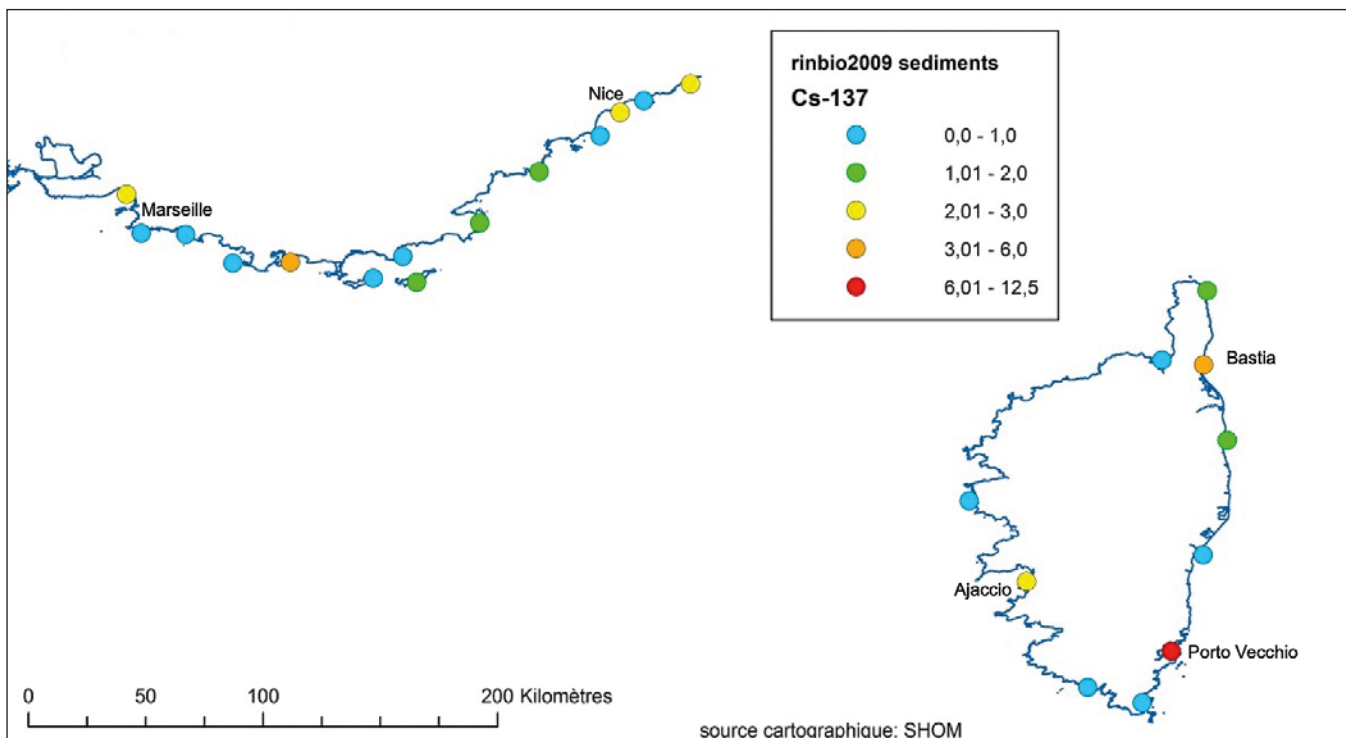 rinbio2009 sediments
Cs-137
0,0 - 1,0
1,01 - 2,0
2,01 - 3,0
3,01 - 6,0
6,01 - 12,5
Nice
Marseille
Bastia
Ajaccio
Porto Vecchio
0 50 100 200 Kilomètres
source cartographique: SHOM